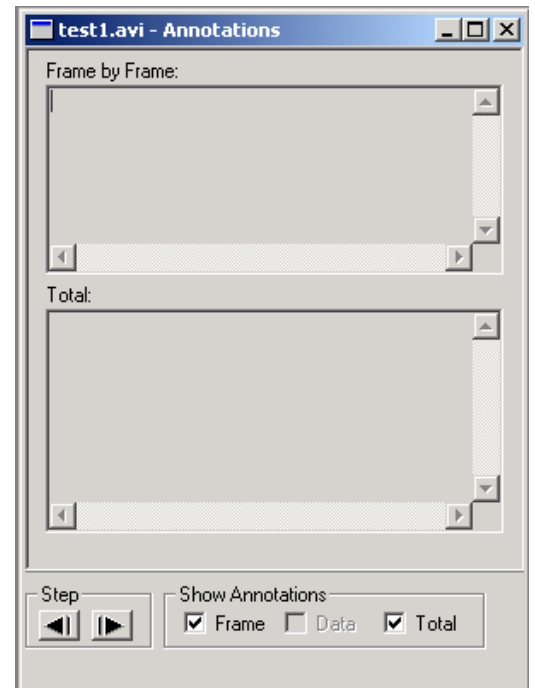 test1.avi - Annotations
Frame by Frame:
Total:
Step
Show Annotations
Frame Data Total